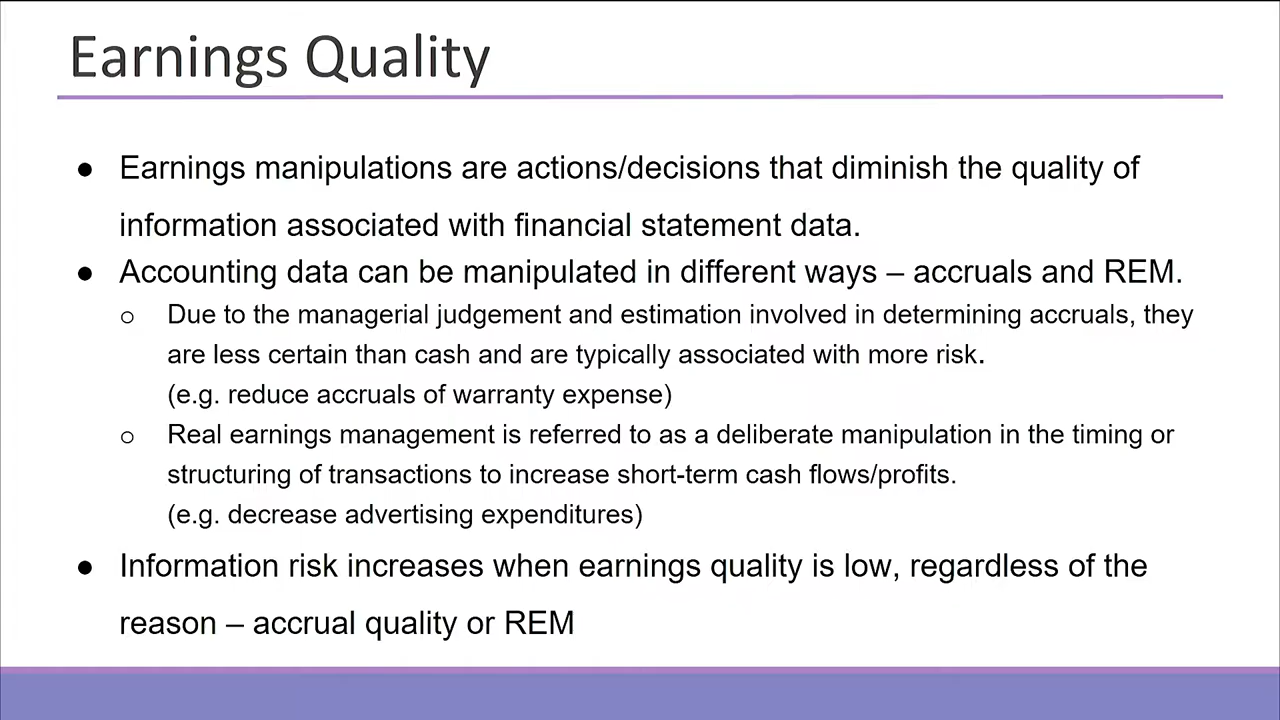 Earnings Quality
● Earnings manipulations are actions/decisions that diminish the quality of
information associated with financial statement data.
● Accounting data can be manipulated in different ways – accruals and REM.
o Due to the managerial judgement and estimation involved in determining accruals, they
are less certain than cash and are typically associated with more risk.
(e.g. reduce accruals of warranty expense)
o Real earnings management is referred to as a deliberate manipulation in the timing or
structuring of transactions to increase short-term cash flows/profits.
(e.g. decrease advertising expenditures)
● Information risk increases when earnings quality is low, regardless of the
reason – accrual quality or REM